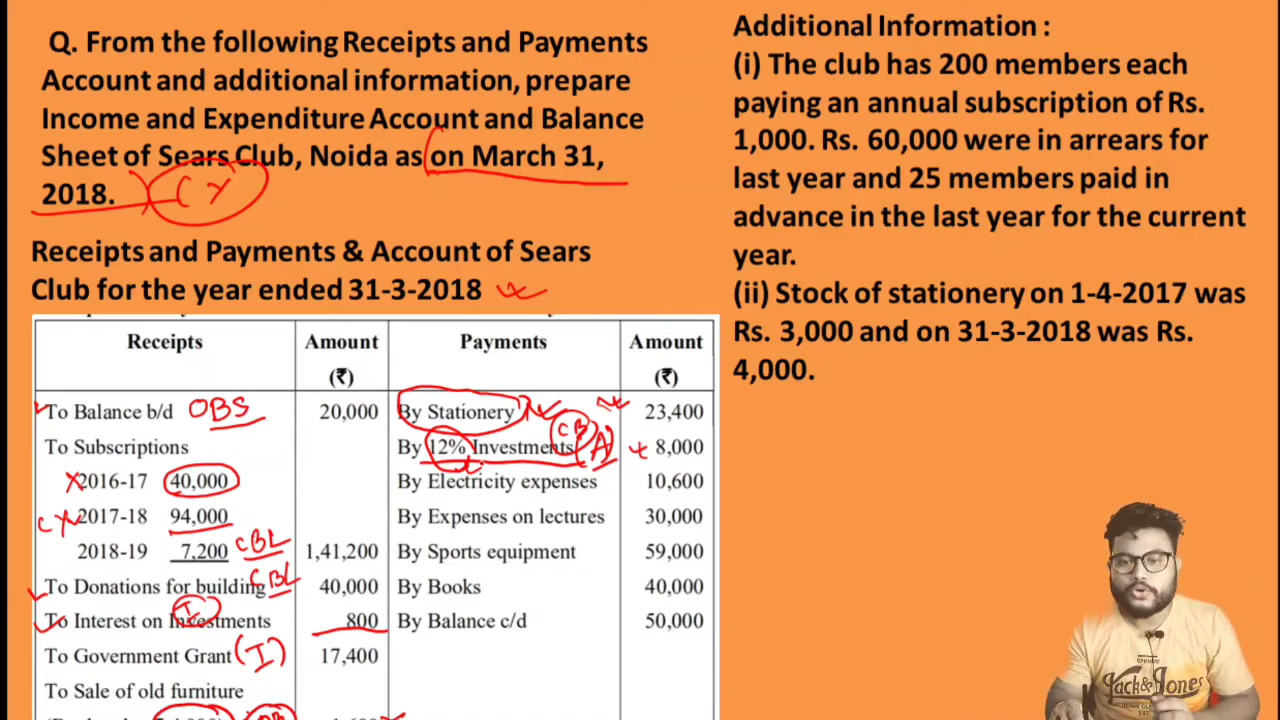 Q. From the following Receipts and Payments
Account and additional information, prepare
Income and Expenditure Account and Balance
Sheet of Sears Club, Noida as on March 31,
2018. (Y)
Receipts and Payments & Account of Sears
Club for the year ended 31-3-2018
Receipts Amount (₹) Payments Amount (₹)
To Balance b/d OBS 20,000 By Stationery 23,400
To Subscriptions By 12% Investments CB (A) 8,000
2016-17 40,000 By Electricity expenses 10,600
CY 2017-18 94,000 By Expenses on lectures 30,000
2018-19 7,200 CBL 1,41,200 By Sports equipment 59,000
To Donations for building CBL 40,000 By Books 40,000
To Interest on Investments I 800 By Balance c/d 50,000
To Government Grant (I) 17,400
To Sale of old furniture
Additional Information :
(i) The club has 200 members each
paying an annual subscription of Rs.
1,000. Rs. 60,000 were in arrears for
last year and 25 members paid in
advance in the last year for the current
year.
(ii) Stock of stationery on 1-4-2017 was
Rs. 3,000 and on 31-3-2018 was Rs.
4,000.
JACK&JONES